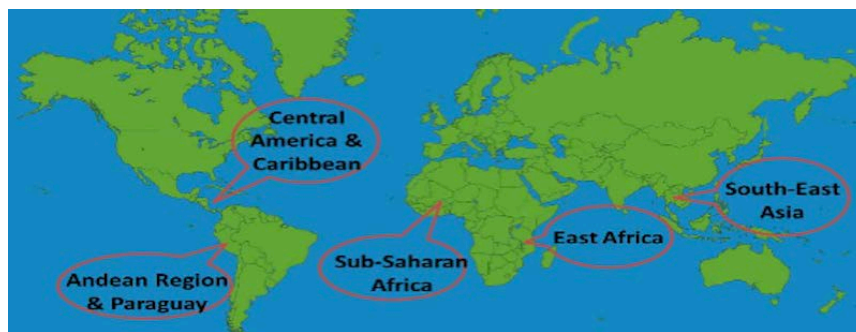 Central
America &
Caribbean
South-East
Asia
East Africa
Sub-Saharan
Africa
Andean Region
& Paraguay